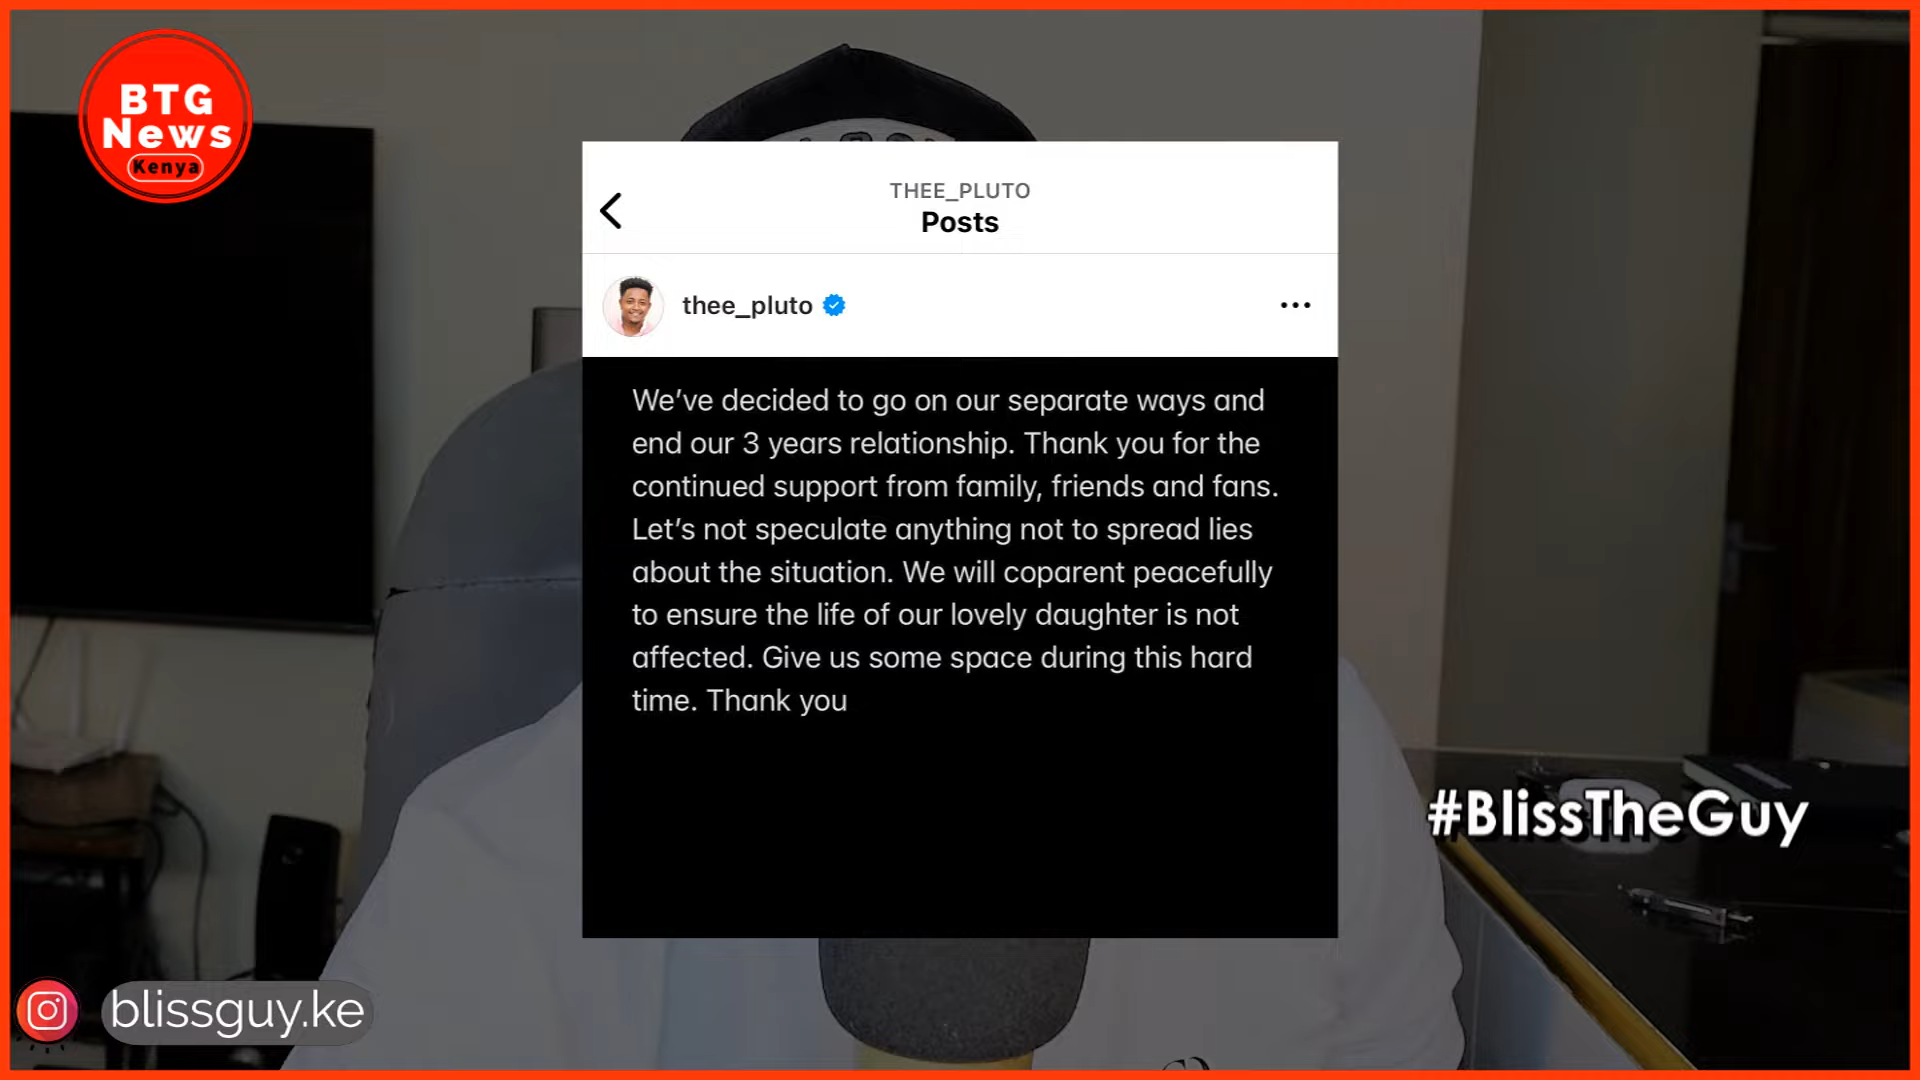 BTG
News
Kenya
THEE_PLUTO
Posts
thee_pluto
We’ve decided to go on our separate ways and
end our 3 years relationship. Thank you for the
continued support from family, friends and fans.
Let’s not speculate anything not to spread lies
about the situation. We will coparent peacefully
to ensure the life of our lovely daughter is not
affected. Give us some space during this hard
time. Thank you
#BlissTheGuy
blissguy.ke